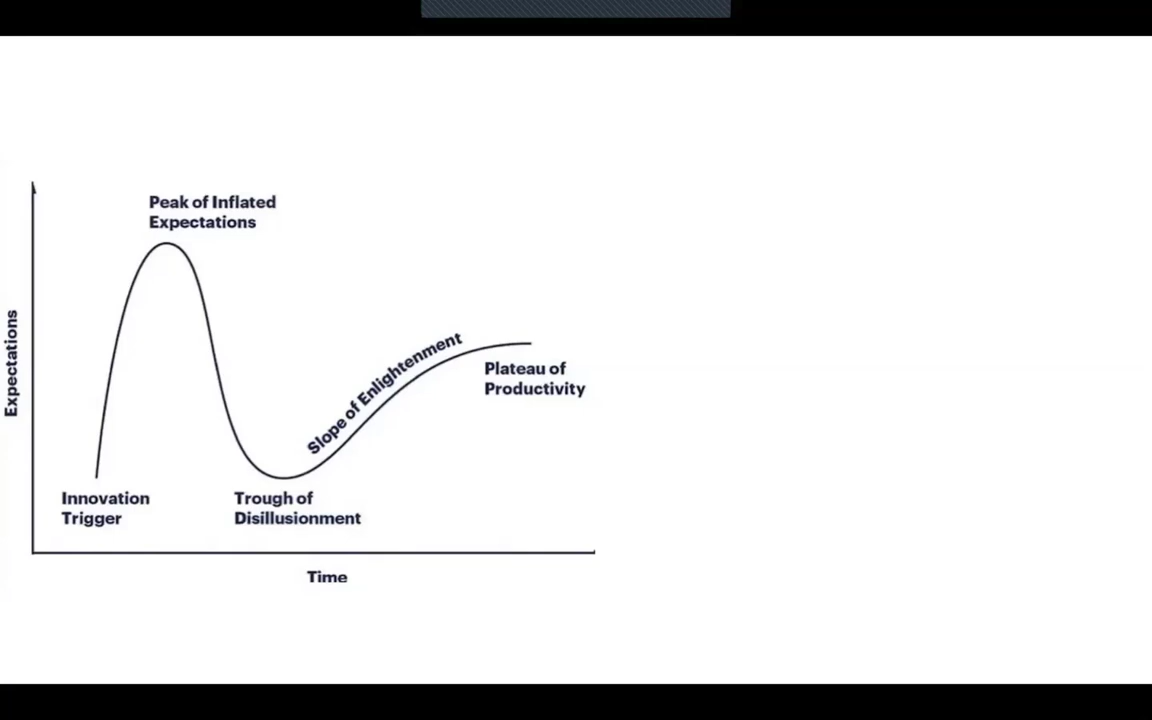 Peak of Inflated
Expectations
Expectations
Slope of Enlightenment
Plateau of
Productivity
Innovation
Trigger
Trough of
Disillusionment
Time